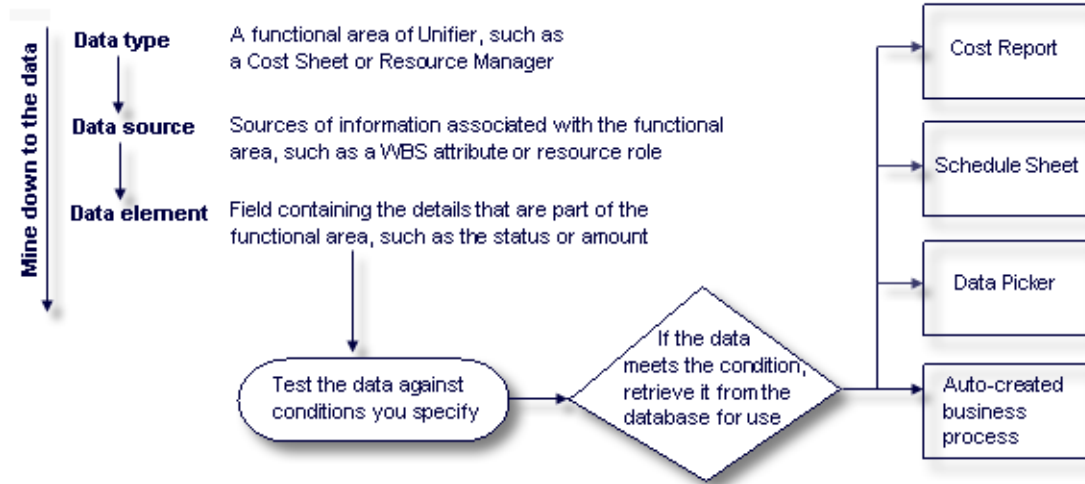 Mine down to the data
Data type
A functional area of Unifier, such as
a Cost Sheet or Resource Manager
Data source
Sources of information associated with the functional
area, such as a WBS attribute or resource role
Data element
Field containing the details that are part of the
functional area, such as the status or amount
Test the data against
conditions you specify
If the data
meets the condition,
retrieve it from the
database for use
Cost Report
Schedule Sheet
Data Picker
Auto-created
business
process